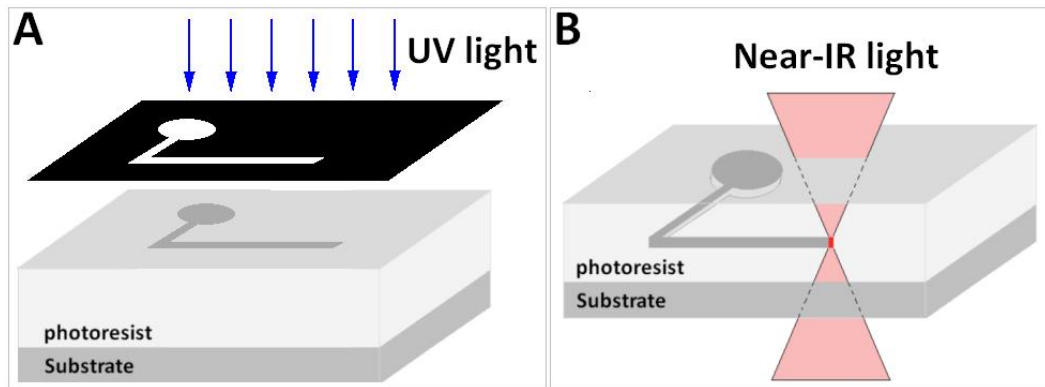 A
UV light
photoresist
Substrate
B
Near-IR light
photoresist
Substrate